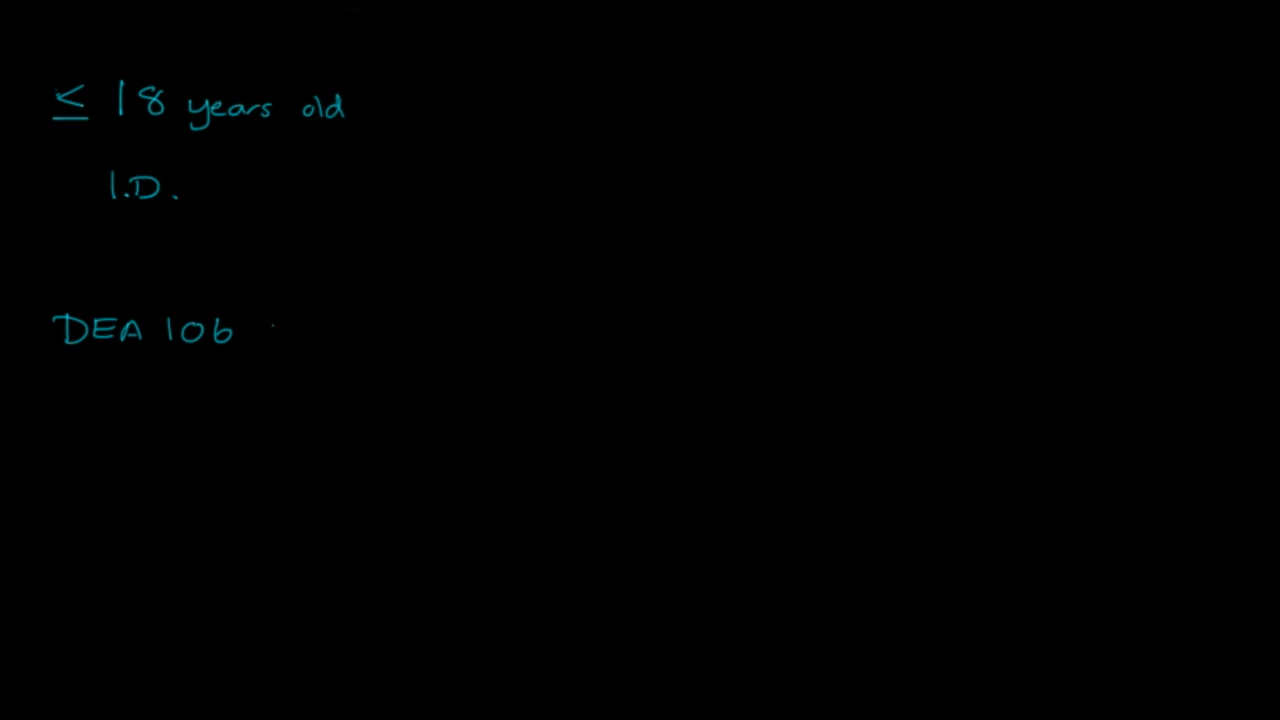 ≤ 18 years old
I.D.
DEA 106